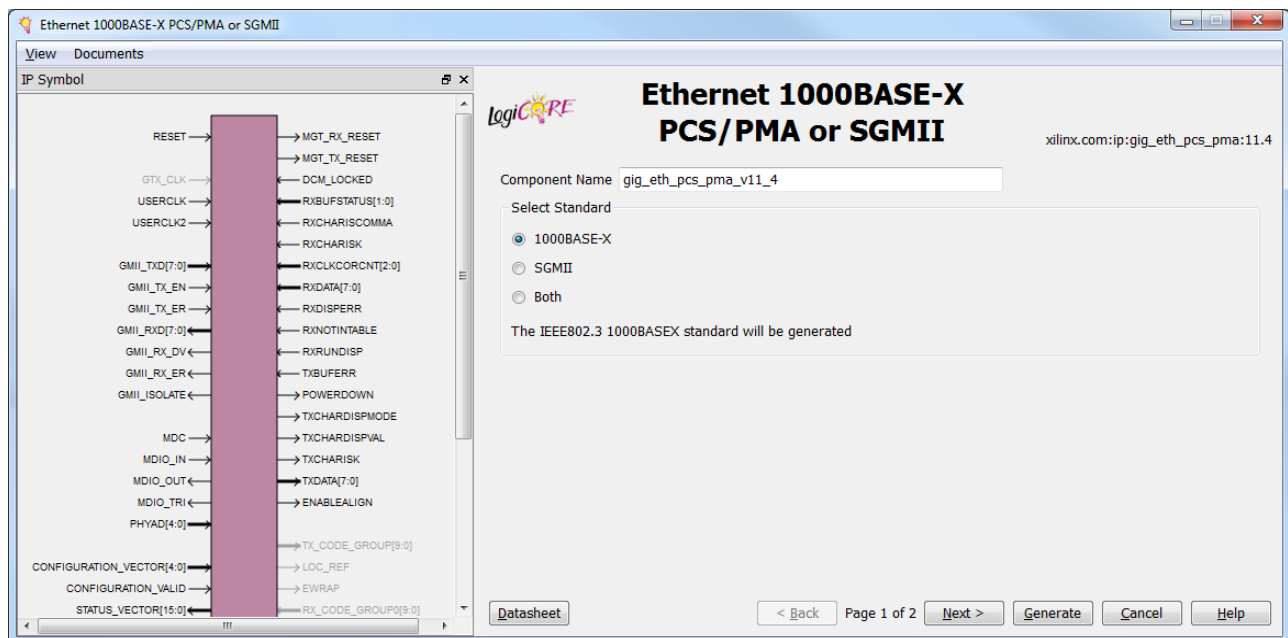 Ethernet 1000BASE-X PCS/PMA or SGMII
View Documents
IP Symbol
RESET
GTX_CLK
USERCLK
USERCLK2
GMII_TXD[7:0]
GMII_TX_EN
GMII_TX_ER
GMII_RXD[7:0]
GMII_RX_DV
GMII_RX_ER
GMII_ISOLATE
MDC
MDIO_IN
MDIO_OUT
MDIO_TRI
PHYAD[4:0]
CONFIGURATION_VECTOR[4:0]
CONFIGURATION_VALID
STATUS_VECTOR[15:0]
MGT_RX_RESET
MGT_TX_RESET
DCM_LOCKED
RXBUFSTATUS[1:0]
RXCHARISCOMMA
RXCHARISK
RXCLKCORCNT[2:0]
RXDATA[7:0]
RXDISPERR
RXNOTINTABLE
RXRUNDISP
TXBUFERR
POWERDOWN
TXCHARDISPMODE
TXCHARDISPVAL
TXCHARISK
TXDATA[7:0]
ENABLEALIGN
TX_CODE_GROUP[9:0]
LOC_REF
EWRAP
RX_CODE_GROUP0[9:0]
LogiCORE
Ethernet 1000BASE-X
PCS/PMA or SGMII
xilinx.com:ip:gig_eth_pcs_pma:11.4
Component Name gig_eth_pcs_pma_v11_4
Select Standard
1000BASE-X
SGMII
Both
The IEEE802.3 1000BASEX standard will be generated
Datasheet < Back Page 1 of 2 Next > Generate Cancel Help